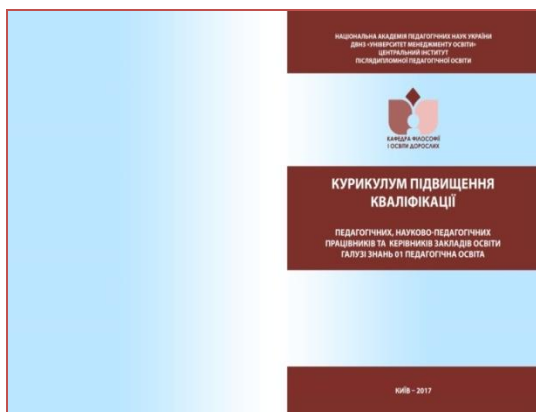 НАЦІОНАЛЬНА АКАДЕМІЯ ПЕДАГОГІЧНИХ НАУК УКРАЇНИ
ДВНЗ «УНІВЕРСИТЕТ МЕНЕДЖМЕНТУ ОСВІТИ»
ЦЕНТРАЛЬНИЙ ІНСТИТУТ
ПІСЛЯДИПЛОМНОЇ ПЕДАГОГІЧНОЇ ОСВІТИ
КАФЕДРА ФІЛОСОФІЇ
І ОСВІТИ ДОРОСЛИХ
КУРИКУЛУМ ПІДВИЩЕННЯ
КВАЛІФІКАЦІЇ
ПЕДАГОГІЧНИХ, НАУКОВО-ПЕДАГОГІЧНИХ
ПРАЦІВНИКІВ ТА КЕРІВНИКІВ ЗАКЛАДІВ ОСВІТИ
ГАЛУЗІ ЗНАНЬ 01 ПЕДАГОГІЧНА ОСВІТА
КИЇВ – 2017